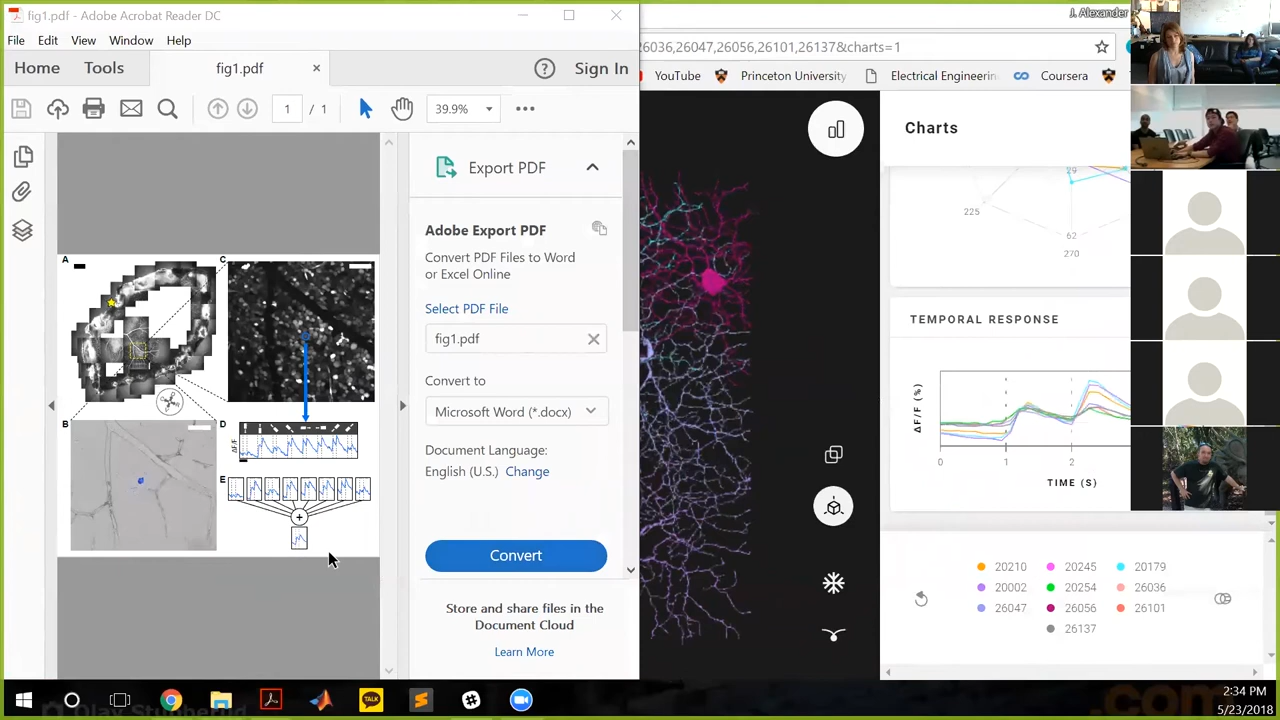 fig1.pdf - Adobe Acrobat Reader DC
File Edit View Window Help
Home Tools fig1.pdf × Sign In
1 / 1 39.9%
Export PDF
Adobe Export PDF
Convert PDF Files to Word
or Excel Online
Select PDF File
fig1.pdf
Convert to
Microsoft Word (*.docx)
Document Language:
English (U.S.) Change
Convert
Store and share files in the
Document Cloud
Learn More
A
C
B
D
ΔF/F
E
+
J. Alexander
26036,26047,26056,26101,26137&charts=1
YouTube Princeton University Electrical Engineerin Coursera
Charts
29
225
62
270
TEMPORAL RESPONSE
ΔF/F (%)
0 1 2
TIME (S)
20210 20245 20179
20002 20254 26036
26047 26056 26101
26137
TALK
2:34 PM
5/23/2018